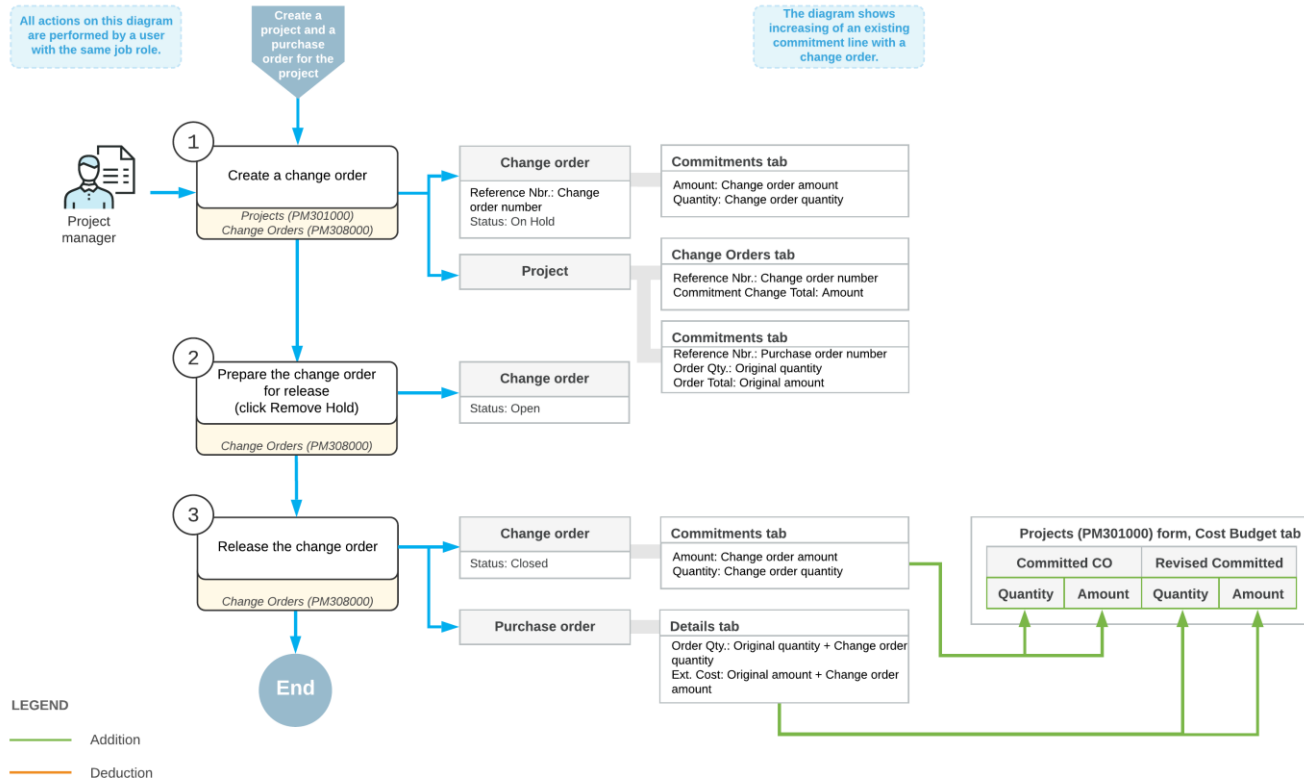 All actions on this diagram
are performed by a user
with the same job role.
Create a
project and a
purchase
order for the
project
The diagram shows
increasing of an existing
commitment line with a
change order.
Project
manager
1
Create a change order
Projects (PM301000)
Change Orders (PM308000)
Change order
Reference Nbr.: Change
order number
Status: On Hold
Commitments tab
Amount: Change order amount
Quantity: Change order quantity
Project
Change Orders tab
Reference Nbr.: Change order number
Commitment Change Total: Amount
Commitments tab
Reference Nbr.: Purchase order number
Order Qty.: Original quantity
Order Total: Original amount
2
Prepare the change order
for release
(click Remove Hold)
Change Orders (PM308000)
Change order
Status: Open
3
Release the change order
Change Orders (PM308000)
Change order
Status: Closed
Commitments tab
Amount: Change order amount
Quantity: Change order quantity
Purchase order
Details tab
Order Qty.: Original quantity + Change order
quantity
Ext. Cost: Original amount + Change order
amount
Projects (PM301000) form, Cost Budget tab
Committed CO
Revised Committed
Quantity
Amount
Quantity
Amount
End
LEGEND
Addition
Deduction